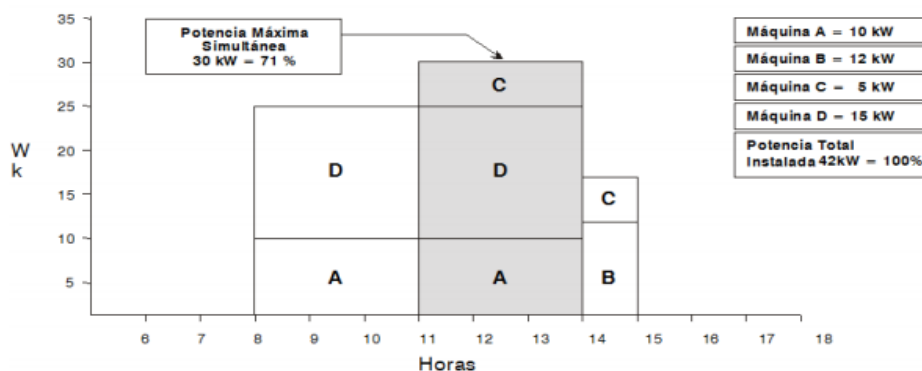 35
30
25
20
15
10
5
W
k
Potencia Máxima
Simultánea
30 kW = 71 %
C
D
D
C
A
A
B
Máquina A = 10 kW
Máquina B = 12 kW
Máquina C = 5 kW
Máquina D = 15 kW
Potencia Total
Instalada 42kW = 100%
6 7 8 9 10 11 12 13 14 15 16 17 18
Horas